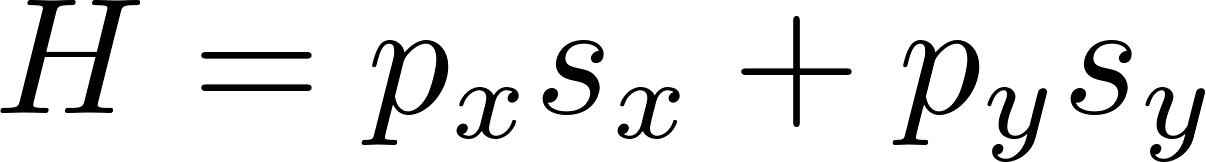 H = p_x s_x + p_y s_y